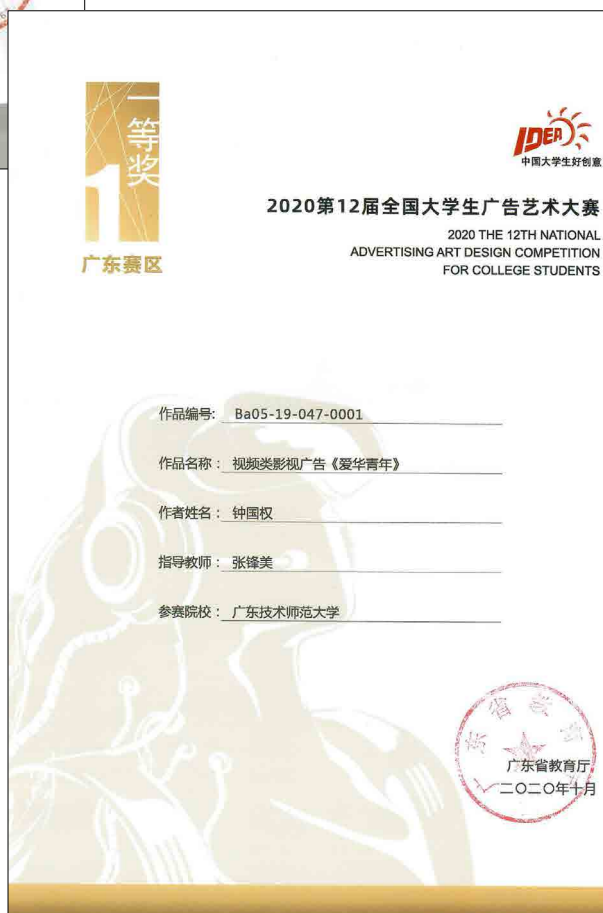 一等奖
1
广东赛区
IDEA
中国大学生好创意
2020第12届全国大学生广告艺术大赛
2020 THE 12TH NATIONAL
ADVERTISING ART DESIGN COMPETITION
FOR COLLEGE STUDENTS
作品编号: Ba05-19-047-0001
作品名称： 视频类影视广告《爱华青年》
作者姓名： 钟国权
指导教师： 张锋美
参赛院校： 广东技术师范大学
广东省教育厅
二〇二〇年十月